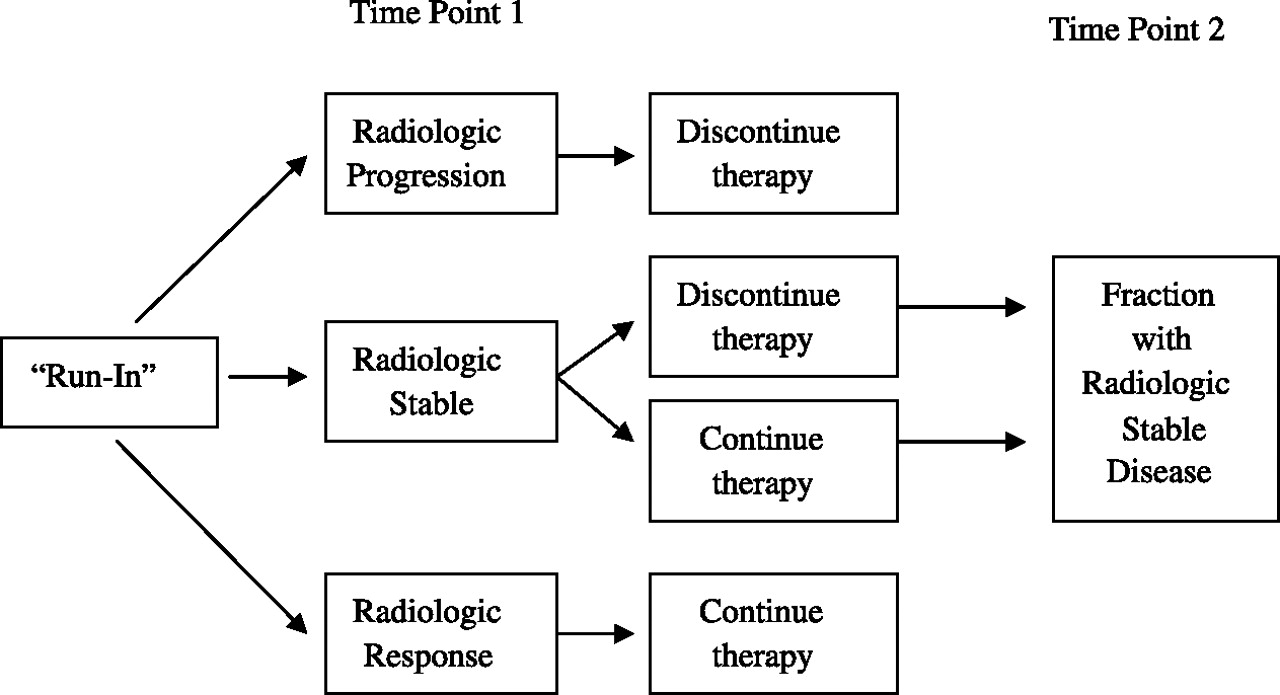 Time Point 1
Time Point 2
Radiologic
Progression
Discontinue
therapy
“Run-In”
Radiologic
Stable
Discontinue
therapy
Continue
therapy
Fraction
with
Radiologic
Stable
Disease
Radiologic
Response
Continue
therapy